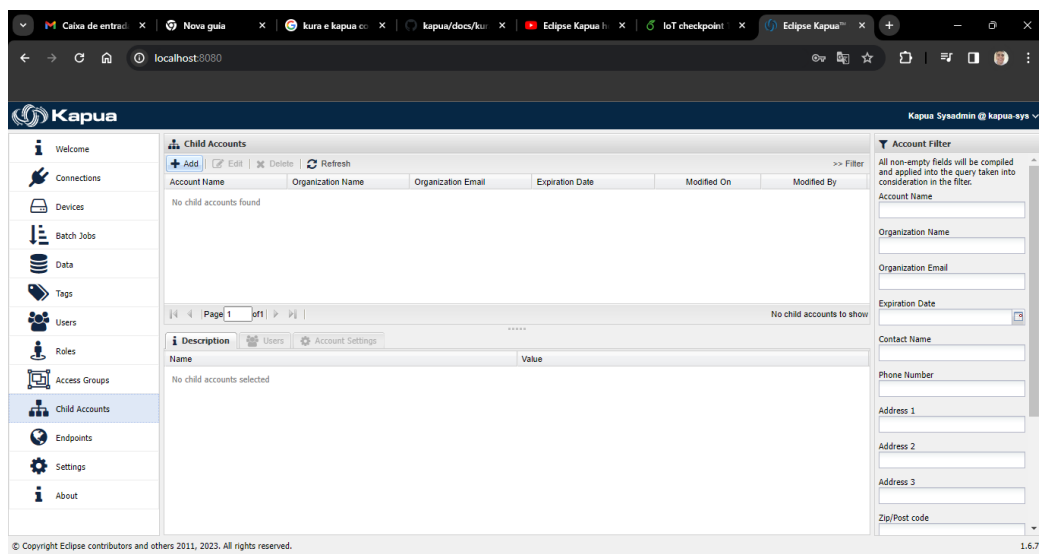 Caixa de entrad
Nova guia
kura e kapua co
kapua/docs/kur
Eclipse Kapua h
IoT checkpoint
Eclipse Kapua™
localhost:8080
Kapua
Kapua Sysadmin @ kapua-sys
Welcome
Connections
Devices
Batch Jobs
Data
Tags
Users
Roles
Access Groups
Child Accounts
Endpoints
Settings
About
Child Accounts
Add Edit Delete Refresh >> Filter
Account Name Organization Name Organization Email Expiration Date Modified On Modified By
No child accounts found
Page 1 of1 No child accounts to show
Description Users Account Settings
Name Value
No child accounts selected
Account Filter
All non-empty fields will be compiled
and applied into the query taken into
consideration in the filter.
Account Name
Organization Name
Organization Email
Expiration Date
Contact Name
Phone Number
Address 1
Address 2
Address 3
Zip/Post code
© Copyright Eclipse contributors and others 2011, 2023. All rights reserved. 1.6.7